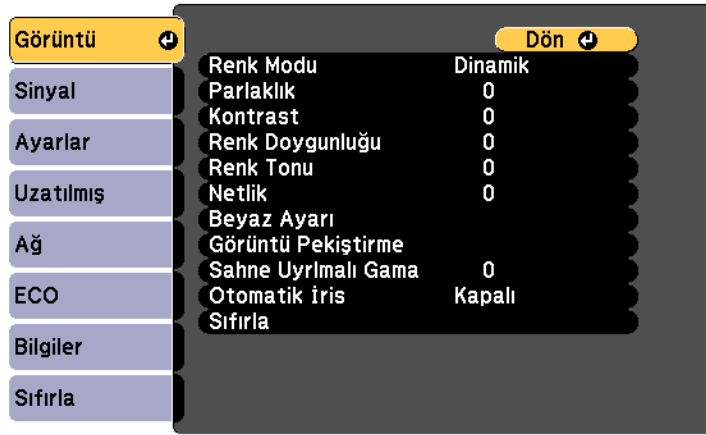 Görüntü
Sinyal
Ayarlar
Uzatılmış
Ağ
ECO
Bilgiler
Sıfırla
Dön
Renk Modu Dinamik
Parlaklık 0
Kontrast 0
Renk Doygunluğu 0
Renk Tonu 0
Netlik 0
Beyaz Ayarı
Görüntü Pekiştirme
Sahne Uyrlmalı Gama 0
Otomatik İris Kapalı
Sıfırla